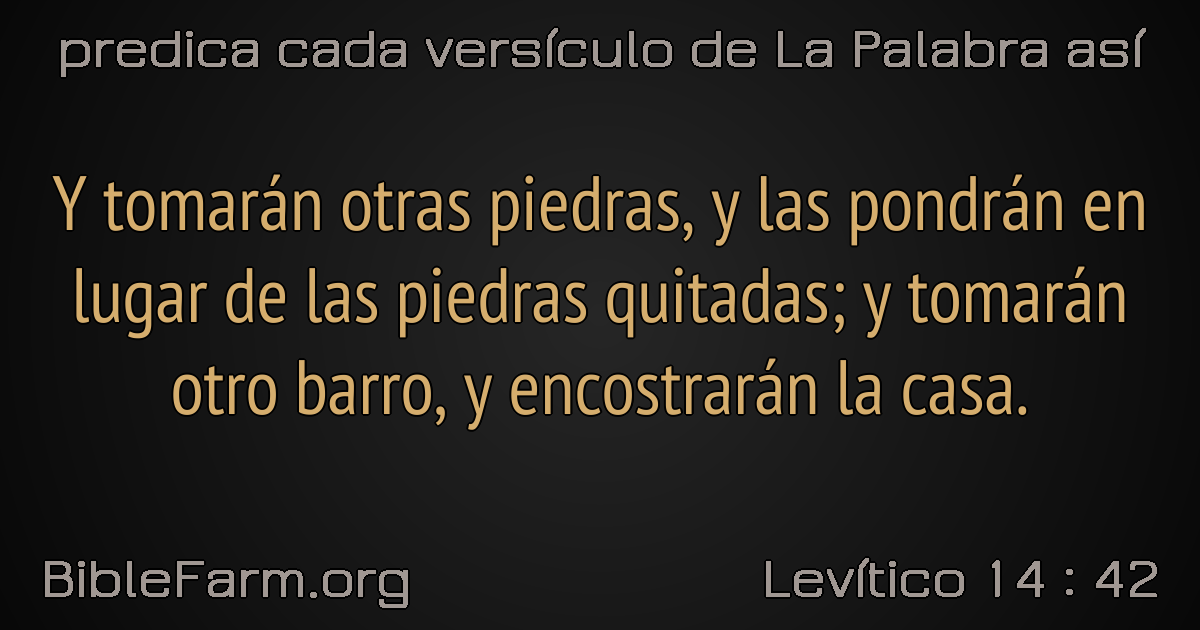 predica cada versículo de La Palabra así
Y tomarán otras piedras, y las pondrán en
lugar de las piedras quitadas; y tomarán
otro barro, y encostrarán la casa.
BibleFarm.org
Levítico 14 : 42